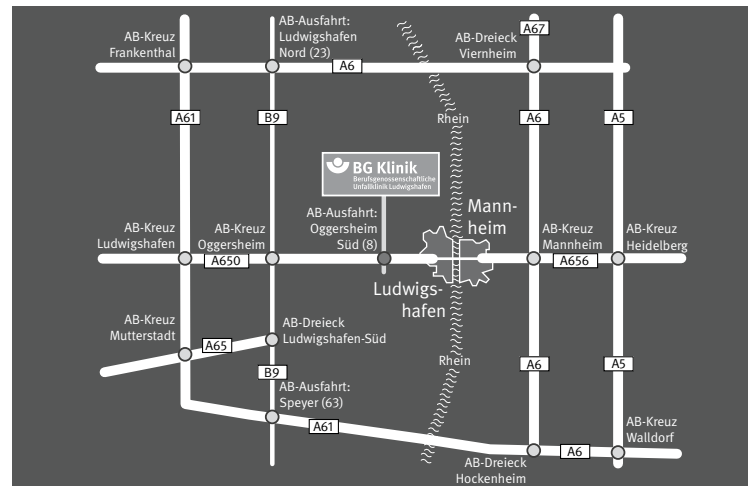 AB-Kreuz
Frankenthal
AB-Ausfahrt:
Ludwigshafen
Nord (23)
A67
AB-Dreieck
Viernheim
A6
A61
B9
Rhein
A6
A5
BG Klinik
Berufsgenossenschaftliche
Unfallklinik Ludwigshafen
AB-Kreuz
Ludwigshafen
AB-Kreuz
Oggersheim
AB-Ausfahrt:
Oggersheim
Süd (8)
Mann-
heim
AB-Kreuz
Mannheim
AB-Kreuz
Heidelberg
A650
A656
Ludwigs-
hafen
AB-Kreuz
Mutterstadt
A65
AB-Dreieck
Ludwigshafen-Süd
Rhein
A6
A5
B9
AB-Ausfahrt:
Speyer (63)
A61
AB-Kreuz
Walldorf
A6
AB-Dreieck
Hockenheim